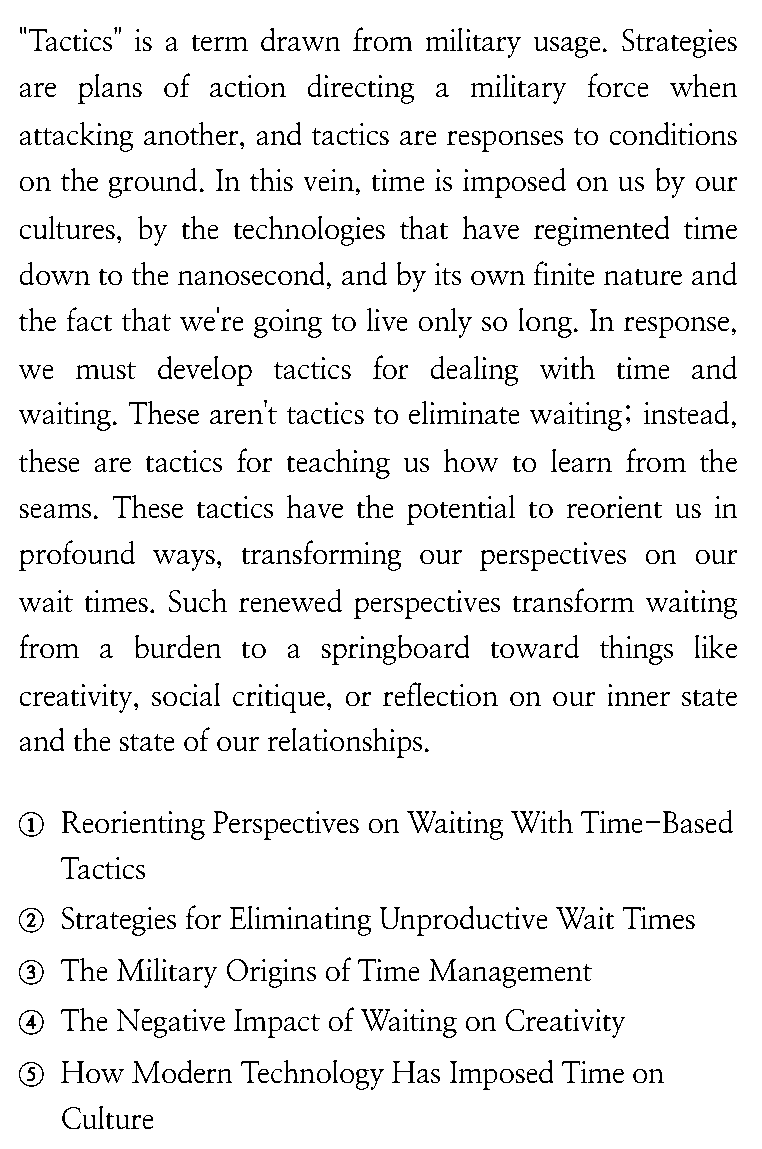 "Tactics" is a term drawn from military usage. Strategies
are plans of action directing a military force when
attacking another, and tactics are responses to conditions
on the ground. In this vein, time is imposed on us by our
cultures, by the technologies that have regimented time
down to the nanosecond, and by its own finite nature and
the fact that we're going to live only so long. In response,
we must develop tactics for dealing with time and
waiting. These aren't tactics to eliminate waiting; instead,
these are tactics for teaching us how to learn from the
seams. These tactics have the potential to reorient us in
profound ways, transforming our perspectives on our
wait times. Such renewed perspectives transform waiting
from a burden to a springboard toward things like
creativity, social critique, or reflection on our inner state
and the state of our relationships.
① Reorienting Perspectives on Waiting With Time-Based
Tactics
② Strategies for Eliminating Unproductive Wait Times
③ The Military Origins of Time Management
④ The Negative Impact of Waiting on Creativity
⑤ How Modern Technology Has Imposed Time on
Culture